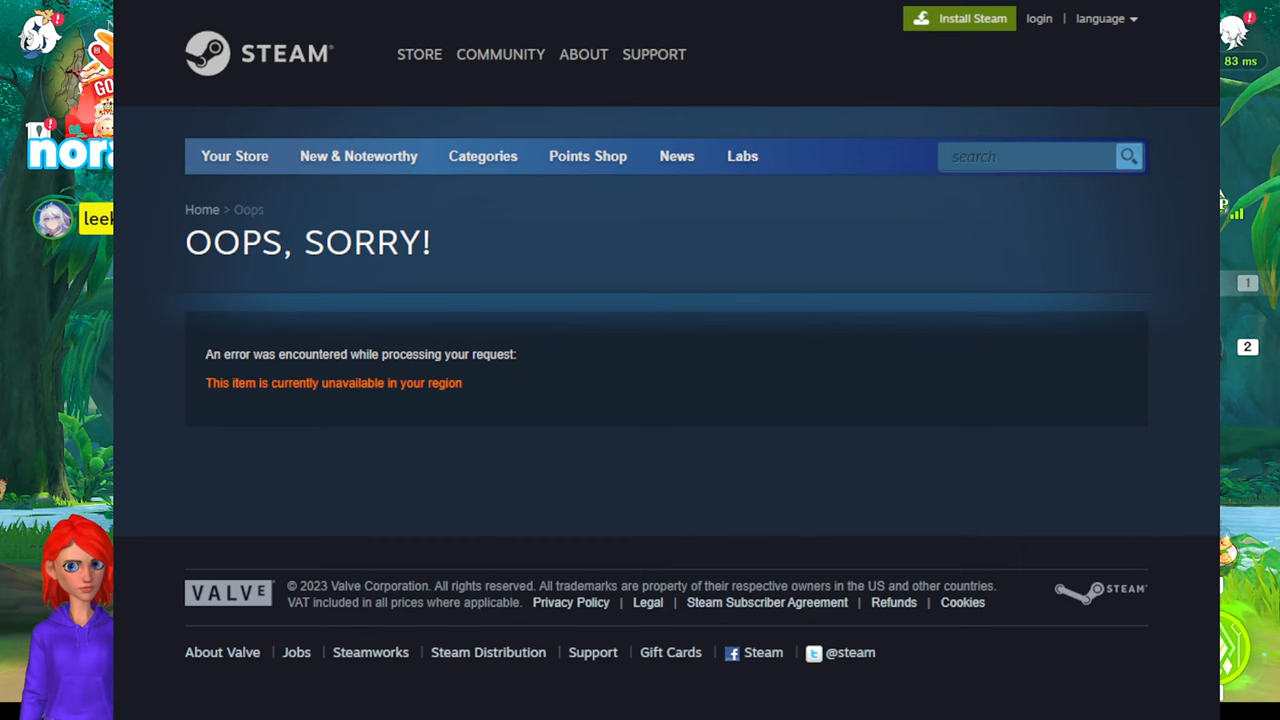 Install Steam
login
language
STEAM
STORE
COMMUNITY
ABOUT
SUPPORT
83 ms
Your Store
New & Noteworthy
Categories
Points Shop
News
Labs
search
GO
nor
leek
Home > Oops
OOPS, SORRY!
1
An error was encountered while processing your request:
2
This item is currently unavailable in your region
VALVE
© 2023 Valve Corporation. All rights reserved. All trademarks are property of their respective owners in the US and other countries.
VAT included in all prices where applicable. Privacy Policy | Legal | Steam Subscriber Agreement | Refunds | Cookies
STEAM
About Valve | Jobs | Steamworks | Steam Distribution | Support | Gift Cards | Steam | @steam